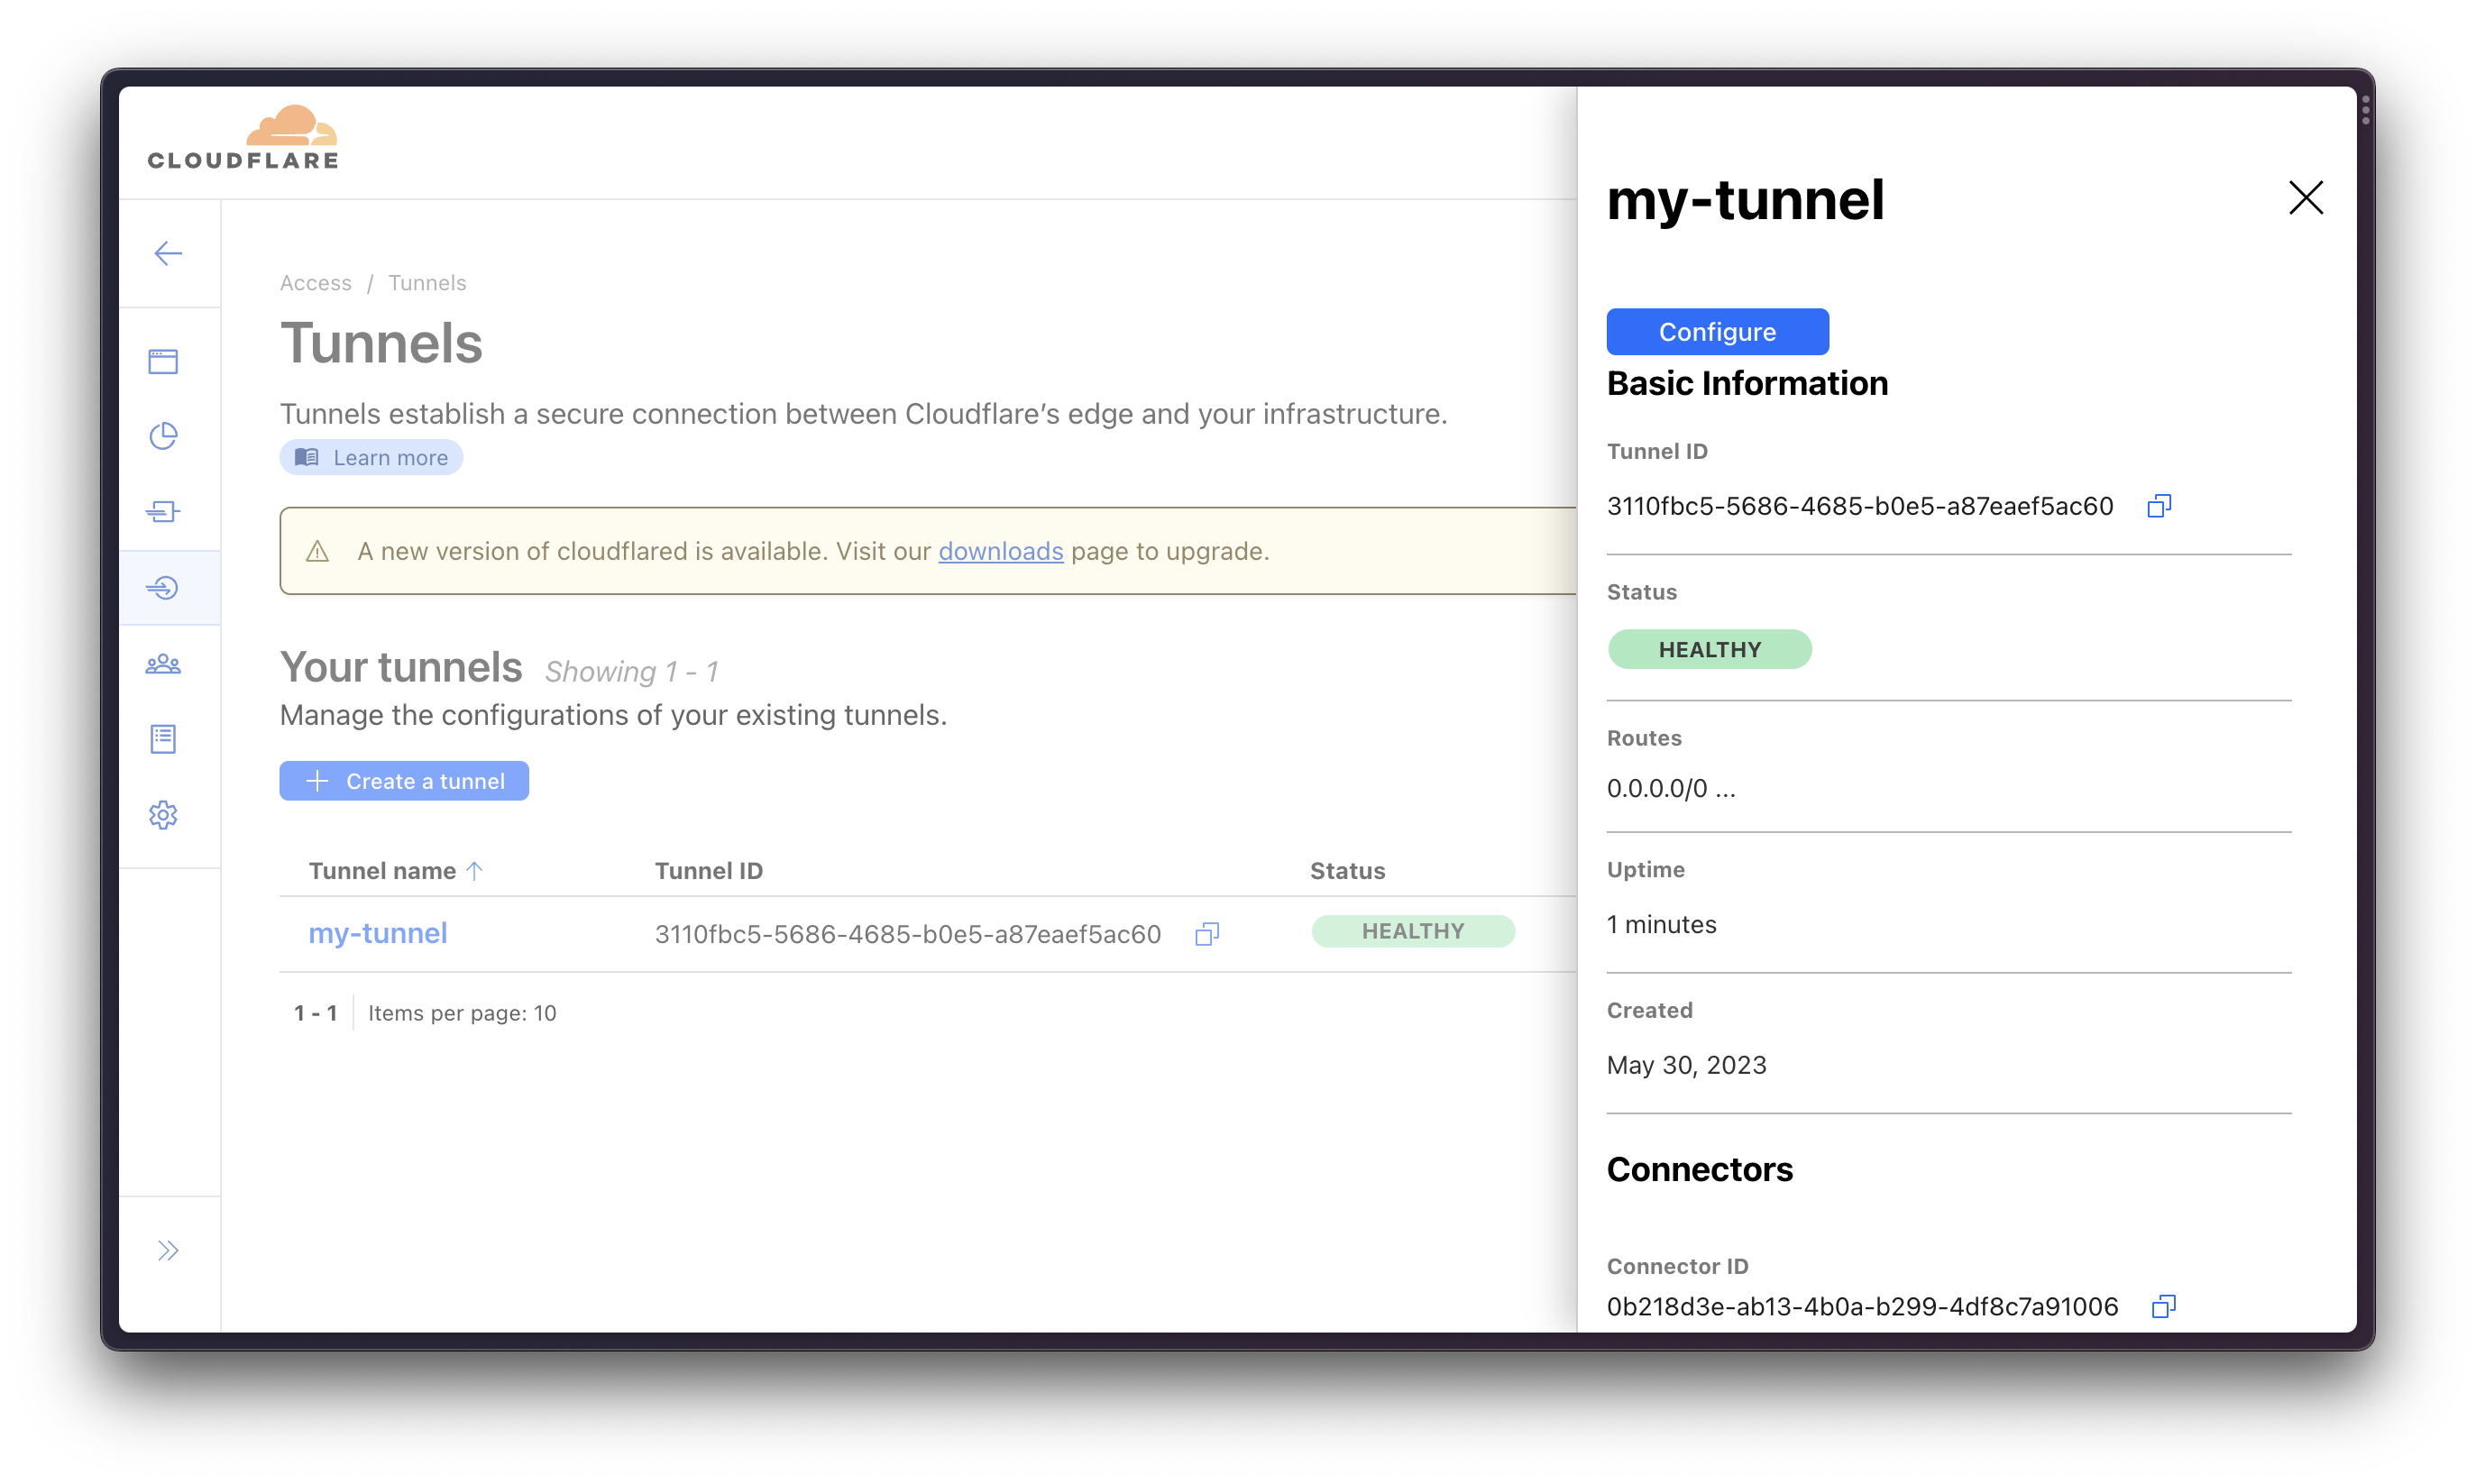 CLOUDFLARE
Access / Tunnels
Tunnels
Tunnels establish a secure connection between Cloudflare’s edge and your infrastructure.
Learn more
A new version of cloudflared is available. Visit our downloads page to upgrade.
Your tunnels Showing 1 - 1
Manage the configurations of your existing tunnels.
Create a tunnel
Tunnel name Tunnel ID Status
my-tunnel 3110fbc5-5686-4685-b0e5-a87eaef5ac60 HEALTHY
1 - 1 Items per page: 10
my-tunnel
Configure
Basic Information
Tunnel ID
3110fbc5-5686-4685-b0e5-a87eaef5ac60
Status
HEALTHY
Routes
0.0.0.0/0 ...
Uptime
1 minutes
Created
May 30, 2023
Connectors
Connector ID
0b218d3e-ab13-4b0a-b299-4df8c7a91006